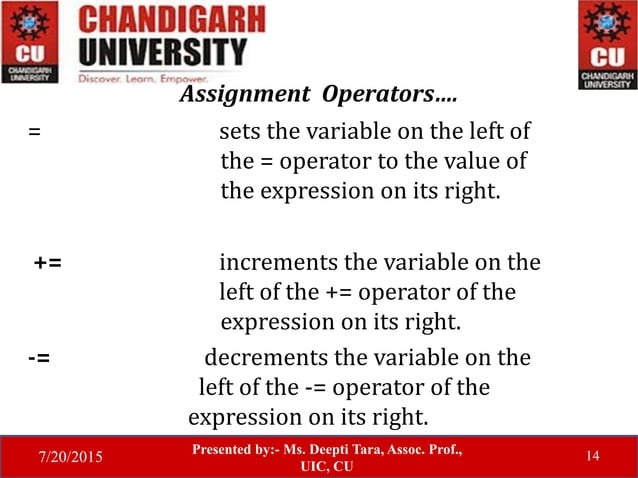 CU
CHANDIGARH
UNIVERSITY
CHANDIGARH
UNIVERSITY
Discover. Learn. Empower.
CU
CHANDIGARH
UNIVERSITY
Assignment Operators....
= sets the variable on the left of
the = operator to the value of
the expression on its right.
+= increments the variable on the
left of the += operator of the
expression on its right.
-= decrements the variable on the
left of the -= operator of the
expression on its right.
7/20/2015
Presented by:- Ms. Deepti Tara, Assoc. Prof.,
UIC, CU
14